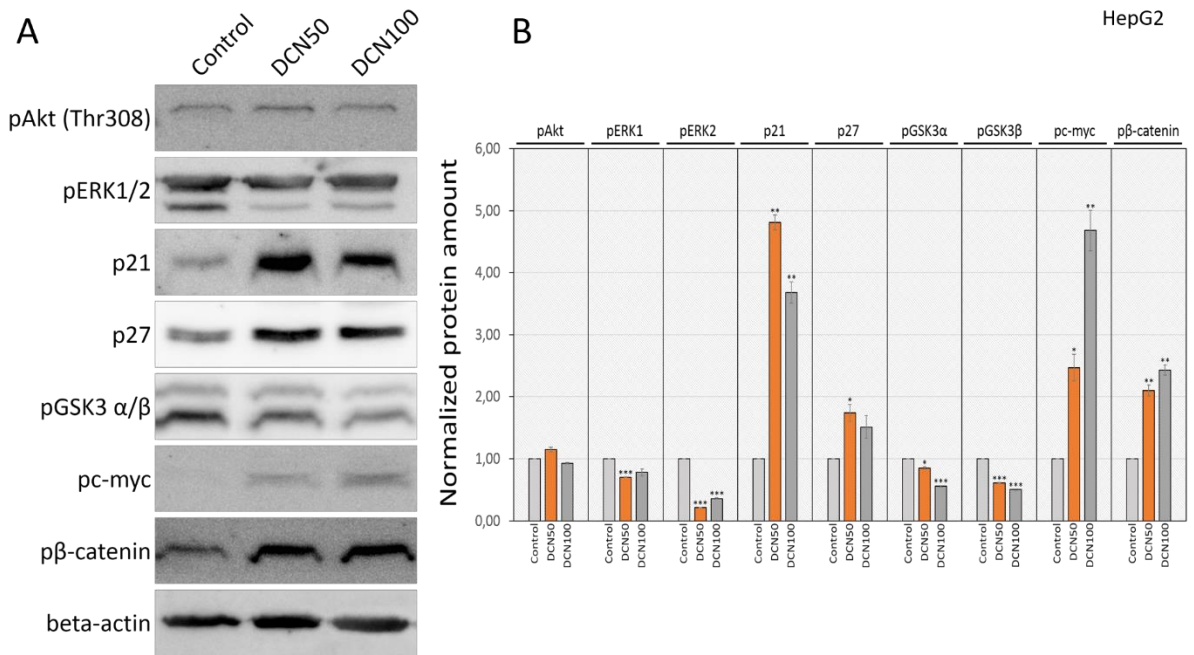 A
Control
DCN50
DCN100
pAkt (Thr308)
pERK1/2
p21
p27
pGSK3 α/β
pc-myc
pβ-catenin
beta-actin
B
HepG2
pAkt pERK1 pERK2 p21 p27 pGSK3α pGSK3β pc-myc pβ-catenin
Normalized protein amount
6,00
5,00
4,00
3,00
2,00
1,00
0,00
*** *** *** ** ** * * *** *** *** * ** ** **
Control DCN50 DCN100 Control DCN50 DCN100 Control DCN50 DCN100 Control DCN50 DCN100 Control DCN50 DCN100 Control DCN50 DCN100 Control DCN50 DCN100 Control DCN50 DCN100 Control DCN50 DCN100